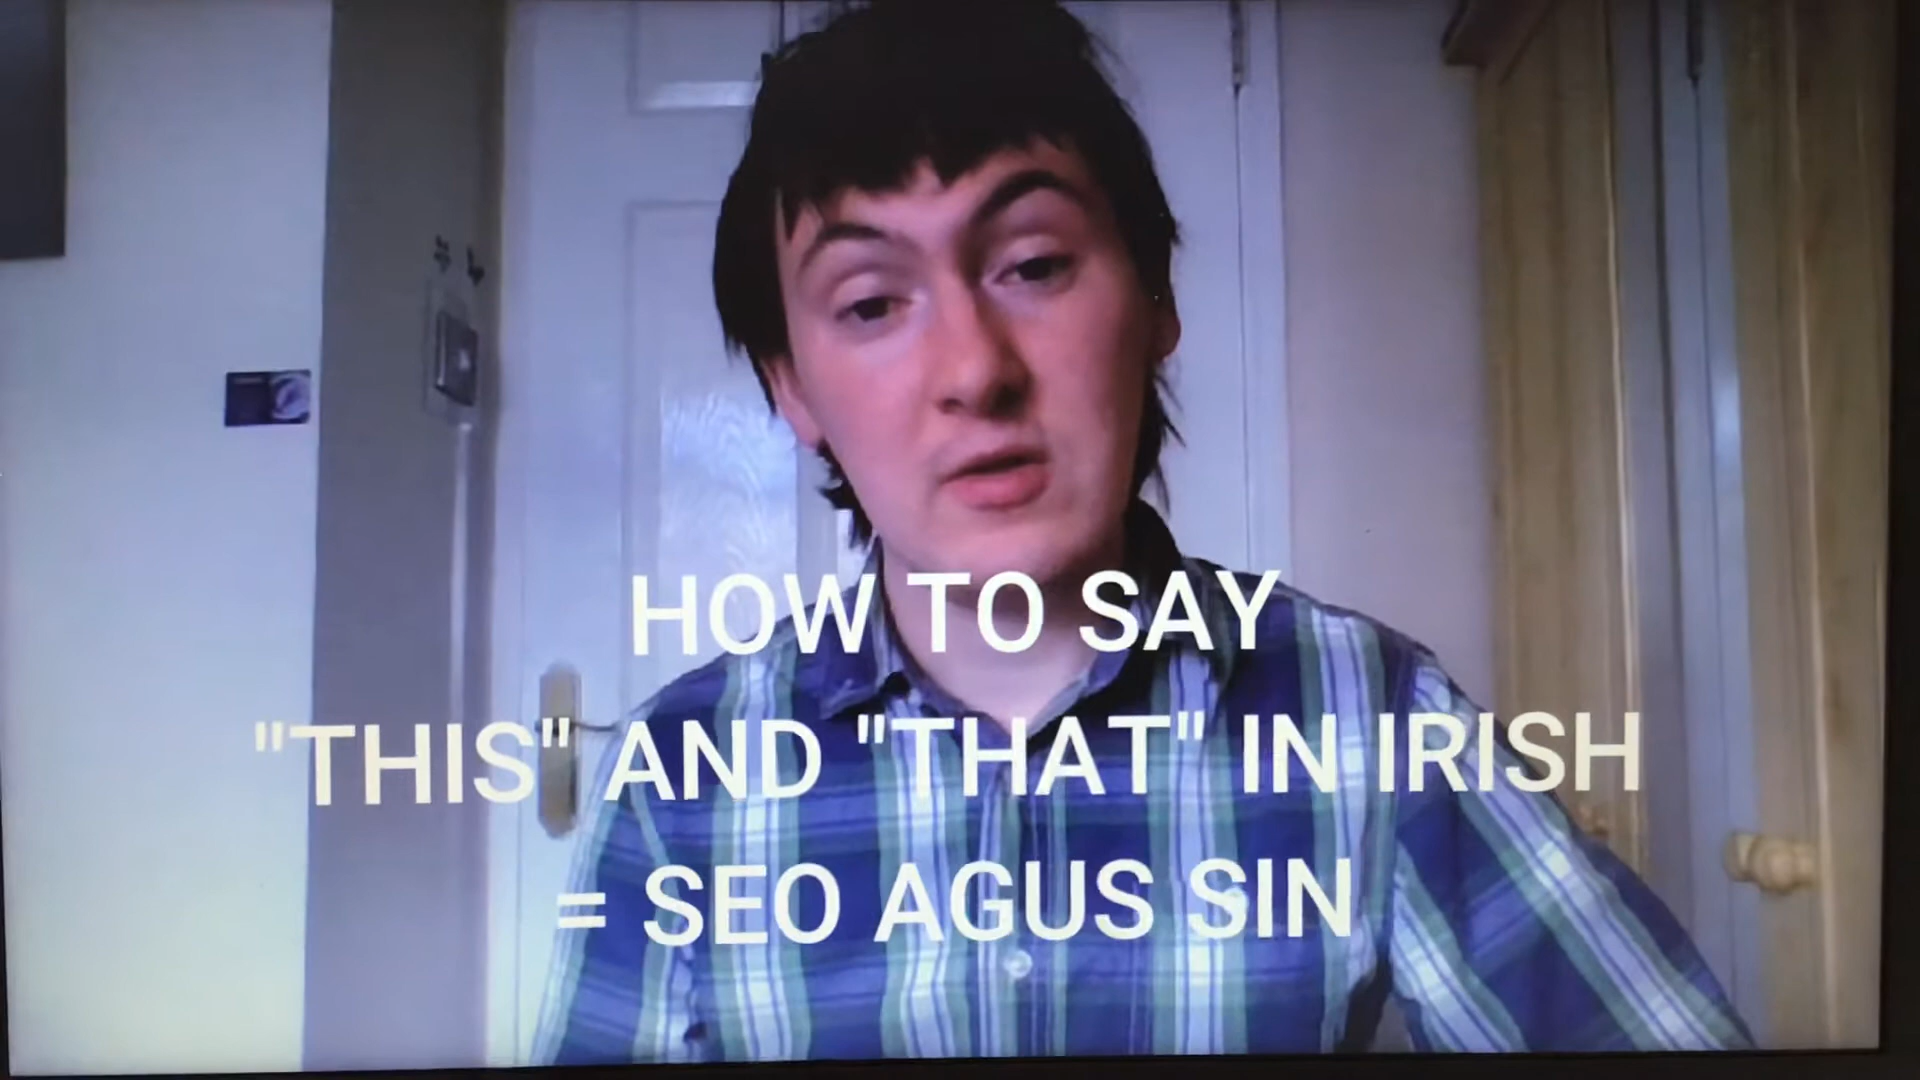 HOW TO SAY
"THIS" AND "THAT" IN IRISH
= SEO AGUS SIN